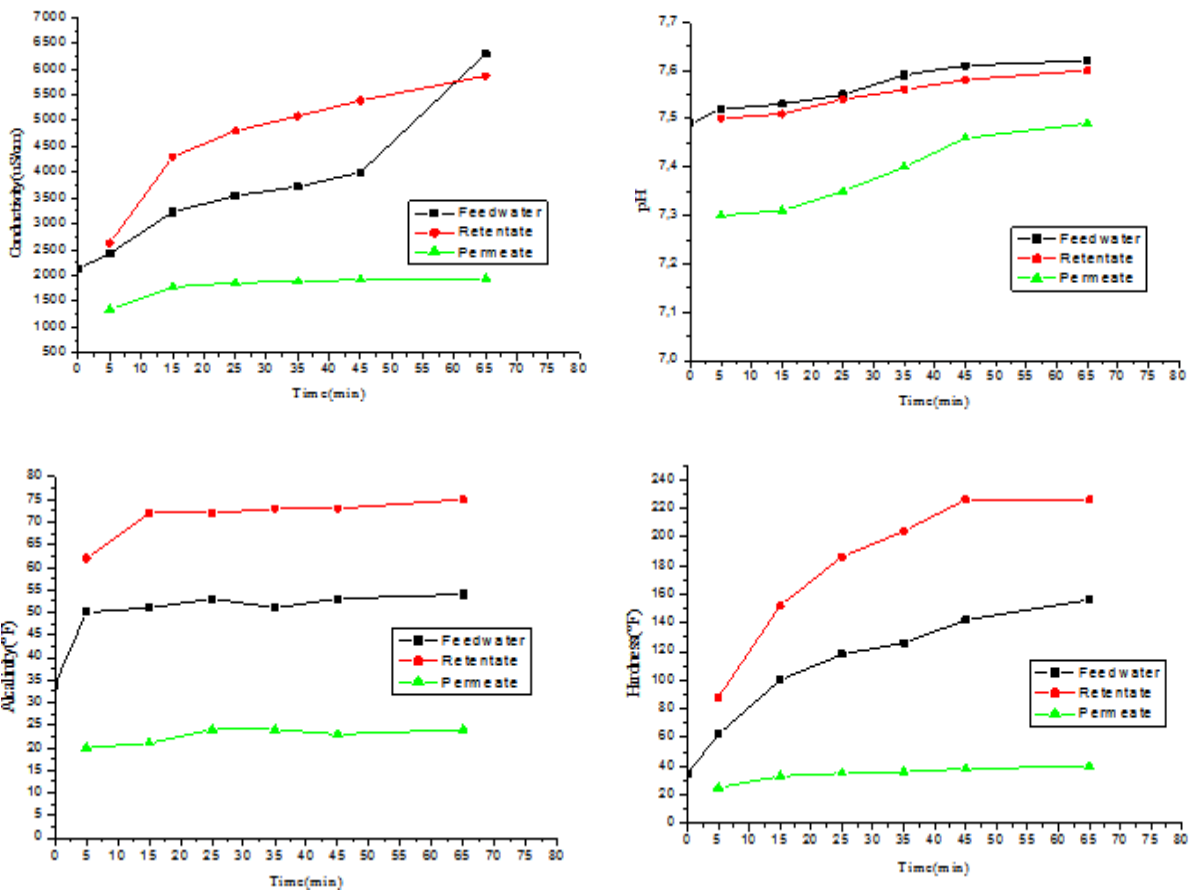 7000
6500
6000
5500
5000
4500
4000
3500
3000
2500
2000
1500
1000
500
Conductivity(uS/cm)
Feedwater
Retentate
Permeate
0 5 10 15 20 25 30 35 40 45 50 55 60 65 70 75 80
Time(min)
7,7
7,6
7,5
7,4
7,3
7,2
7,1
7,0
pH
Feedwater
Retentate
Permeate
0 5 10 15 20 25 30 35 40 45 50 55 60 65 70 75 80
Time(min)
80
75
70
65
60
55
50
45
40
35
30
25
20
15
10
5
0
Alcalinity(°F)
Feedwater
Retentate
Permeate
0 5 10 15 20 25 30 35 40 45 50 55 60 65 70 75 80
Time(min)
240
220
200
180
160
140
120
100
80
60
40
20
0
Hardness(°F)
Feedwater
Retentate
Permeate
0 5 10 15 20 25 30 35 40 45 50 55 60 65 70 75 80
Time(min)